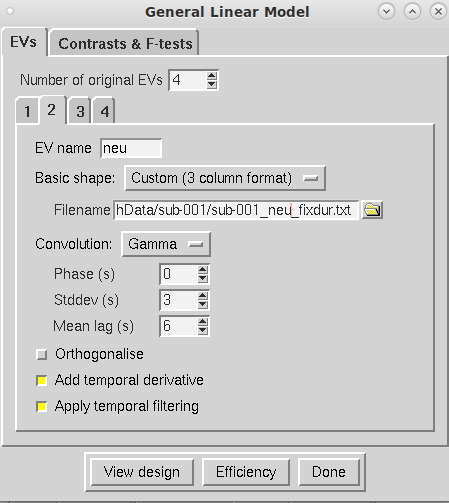 General Linear Model
EVs Contrasts & F-tests
Number of original EVs 4
1 2 3 4
EV name neu
Basic shape: Custom (3 column format)
Filename hData/sub-001/sub-001_neu_fixdur.txt
Convolution: Gamma
Phase (s) 0
Stddev (s) 3
Mean lag (s) 6
Orthogonalise
Add temporal derivative
Apply temporal filtering
View design Efficiency Done